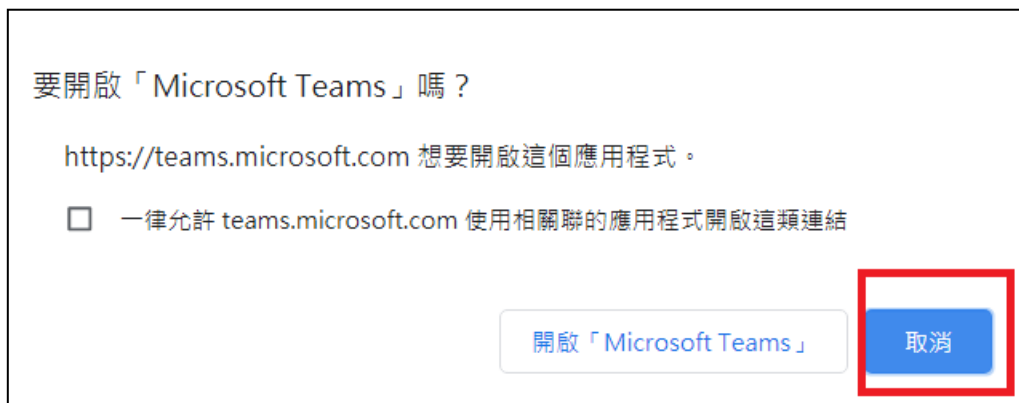 要開啟「Microsoft Teams」嗎？
https://teams.microsoft.com 想要開啟這個應用程式。
一律允許 teams.microsoft.com 使用相關聯的應用程式開啟這類連結
開啟「Microsoft Teams」 取消